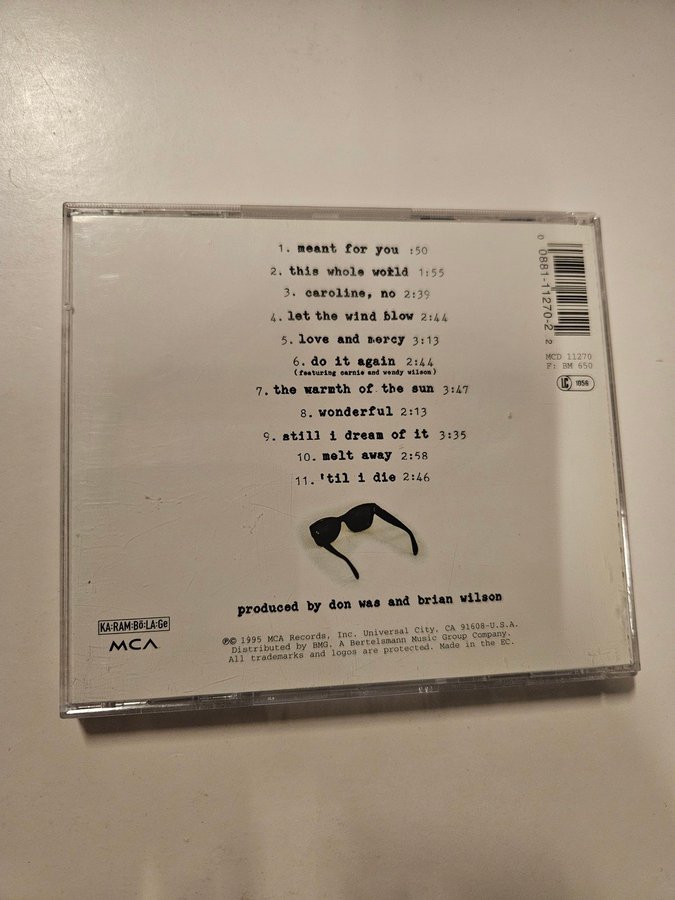 1. meant for you :50
2. this whole world 1:55
3. caroline, no 2:39
4. let the wind blow 2:44
5. love and mercy 3:13
6. do it again 2:44
(featuring carnie and wendy wilson)
7. the warmth of the sun 3:47
8. wonderful 2:13
9. still i dream of it 3:35
10. melt away 2:58
11. 'til i die 2:46
produced by don was and brian wilson
KA:RAM:BÔ:LA:Ge
MCA
℗© 1995 MCA Records, Inc. Universal City, CA 91608-U.S.A.
Distributed by BMG. A Bertelsmann Music Group Company.
All trademarks and logos are protected. Made in the EC.
0 0881-11270-2 2
MCD 11270
F: BM 650
LC 1056